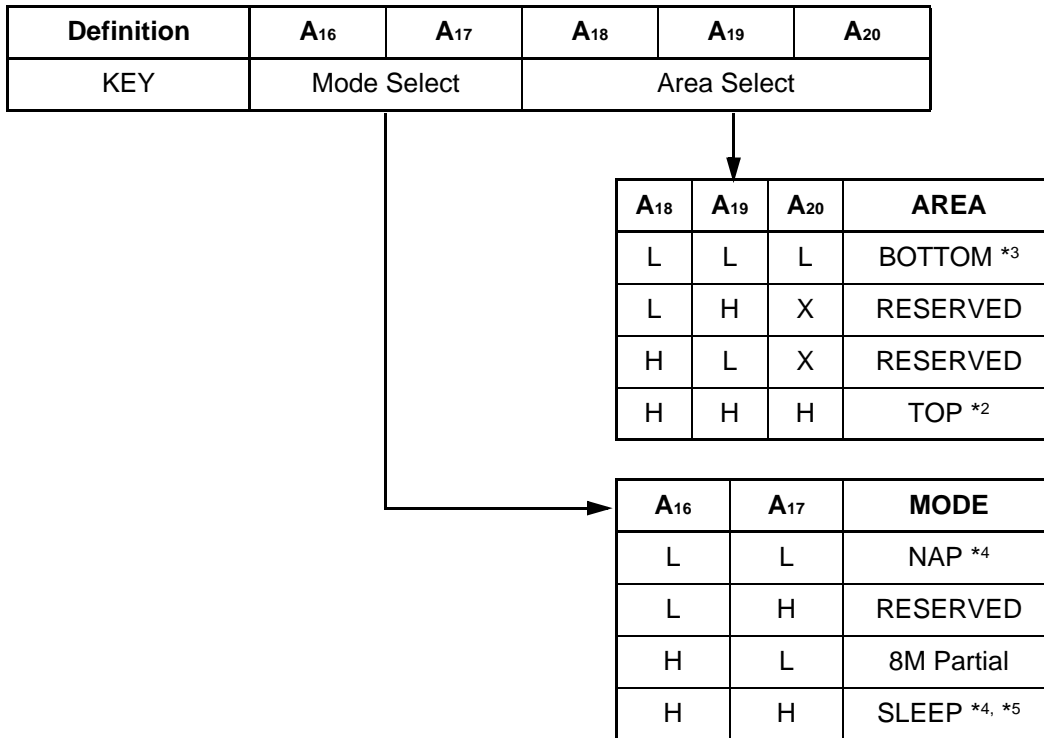 Definition A16 A17 A18 A19 A20
KEY Mode Select Area Select
A18 A19 A20 AREA
L L L BOTTOM *3
L H X RESERVED
H L X RESERVED
H H H TOP *2
A16 A17 MODE
L L NAP *4
L H RESERVED
H L 8M Partial
H H SLEEP *4, *5